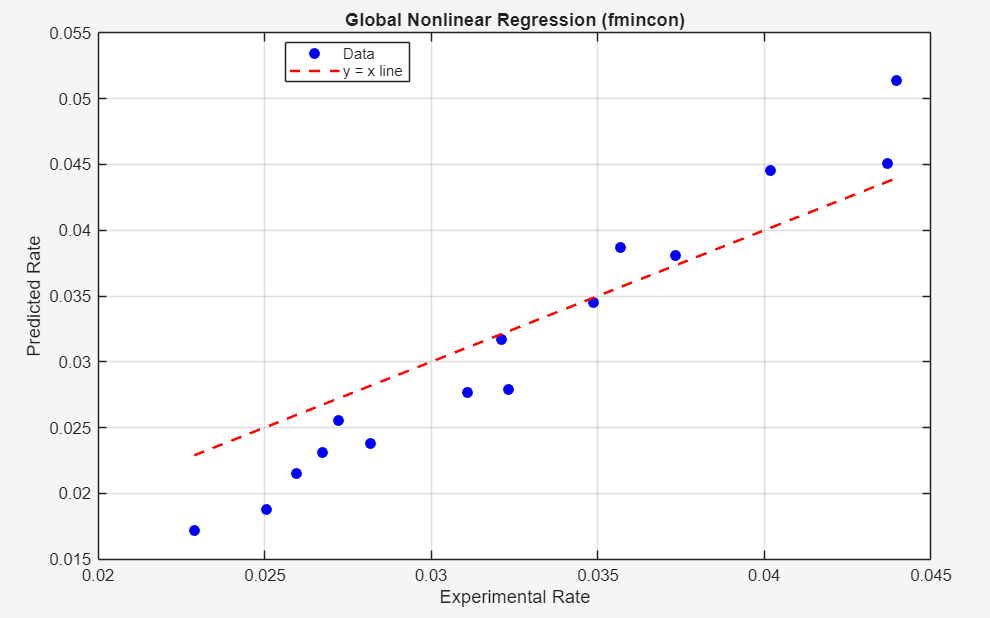 Global Nonlinear Regression (fmincon)
Data
y = x line
0.055
0.05
0.045
0.04
0.035
0.03
0.025
0.02
0.015
Predicted Rate
0.02 0.025 0.03 0.035 0.04 0.045
Experimental Rate